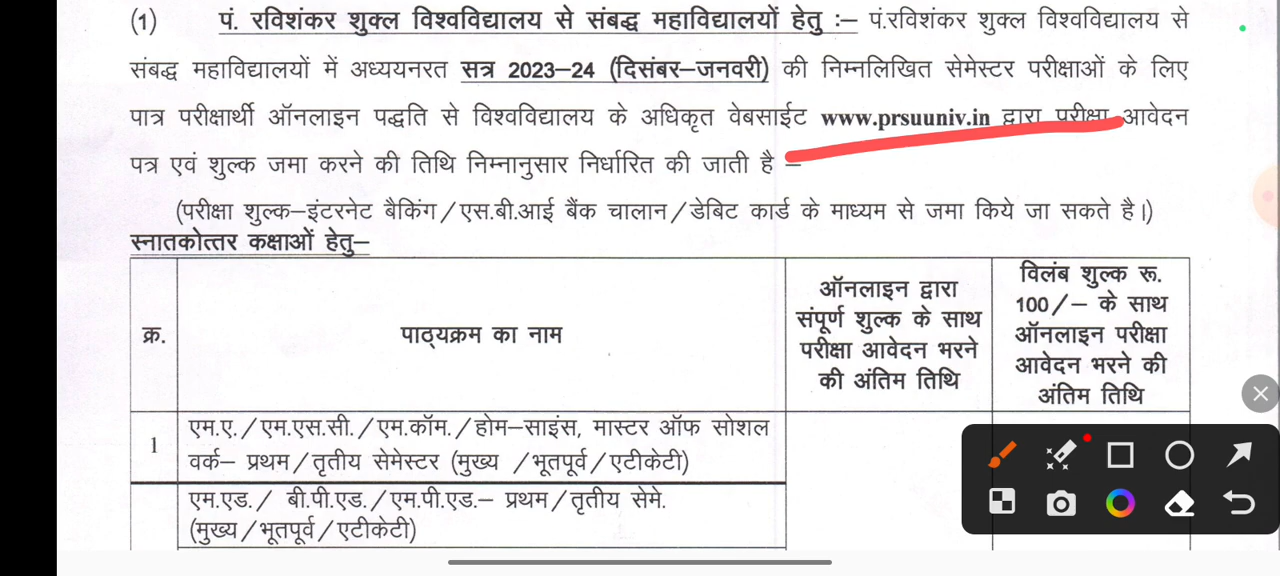 (1) पं. रविशंकर शुक्ल विश्वविद्यालय से संबद्ध महाविद्यालयों हेतु :– पं.रविशंकर शुक्ल विश्वविद्यालय से
संबद्ध महाविद्यालयों में अध्ययनरत सत्र 2023–24 (दिसंबर–जनवरी) की निम्नलिखित सेमेस्टर परीक्षाओं के लिए
पात्र परीक्षार्थी ऑनलाइन पद्धति से विश्वविद्यालय के अधिकृत वेबसाईट www.prsuuniv.in द्वारा परीक्षा आवेदन
पत्र एवं शुल्क जमा करने की तिथि निम्नानुसार निर्धारित की जाती है –
(परीक्षा शुल्क–इंटरनेट बैकिंग/एस.बी.आई बैंक चालान/डेबिट कार्ड के माध्यम से जमा किये जा सकते है।)
स्नातकोत्तर कक्षाओं हेतु–
क्र.
पाठ्यक्रम का नाम
ऑनलाइन द्वारा
संपूर्ण शुल्क के साथ
परीक्षा आवेदन भरने
की अंतिम तिथि
विलंब शुल्क रू.
100/– के साथ
ऑनलाइन परीक्षा
आवेदन भरने की
अंतिम तिथि
1
एम.ए./एम.एस.सी./एम.कॉम./होम–साइंस, मास्टर ऑफ सोशल
वर्क– प्रथम/तृतीय सेमेस्टर (मुख्य /भूतपूर्व/एटीकेटी)
एम.एड./ बी.पी.एड./एम.पी.एड.– प्रथम/तृतीय सेमे.
(मुख्य/भूतपूर्व/एटीकेटी)